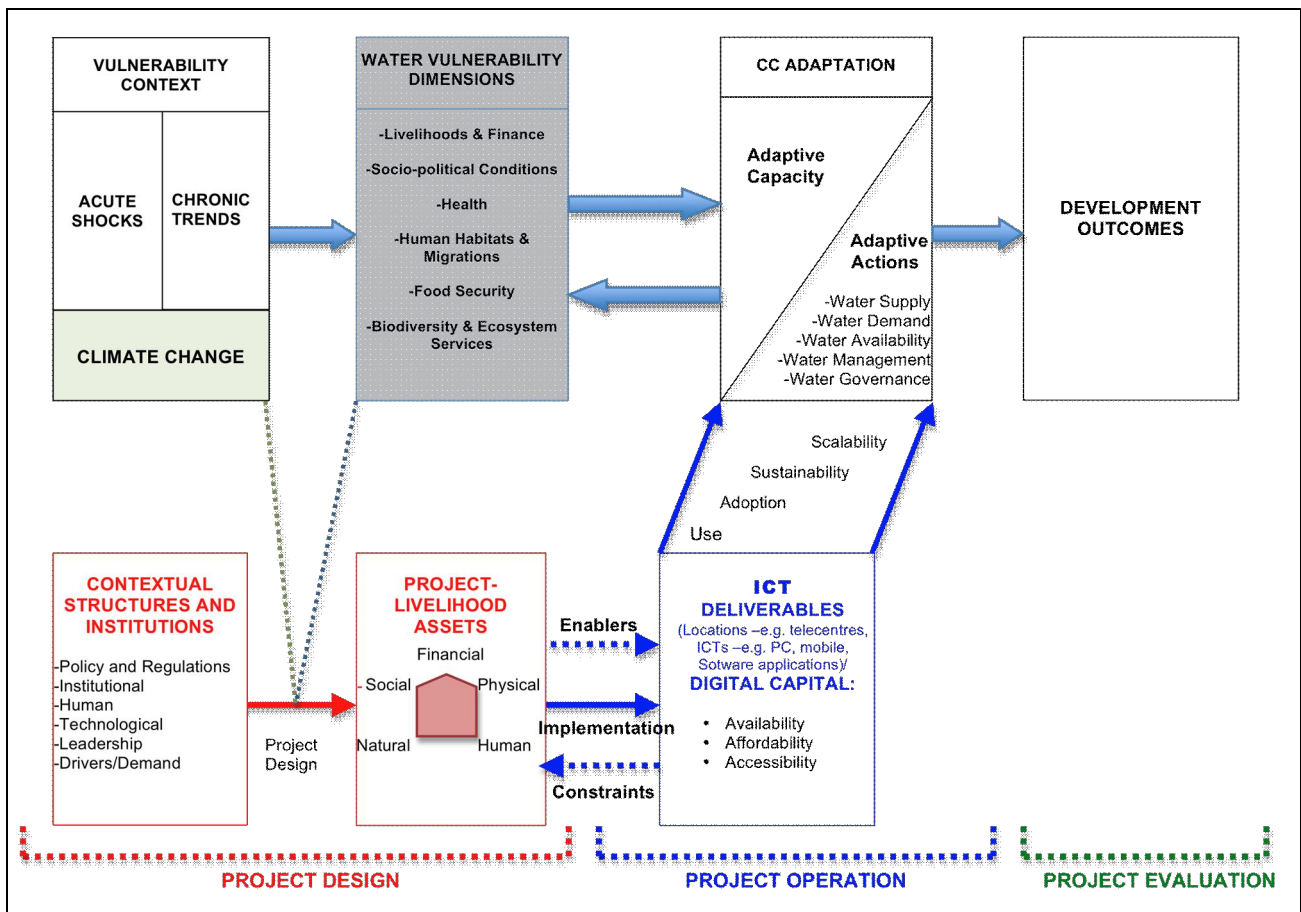 VULNERABILITY
CONTEXT
ACUTE
SHOCKS
CHRONIC
TRENDS
CLIMATE CHANGE
WATER VULNERABILITY
DIMENSIONS
-Livelihoods & Finance
-Socio-political Conditions
-Health
-Human Habitats &
Migrations
-Food Security
-Biodiversity & Ecosystem
Services
CC ADAPTATION
Adaptive
Capacity
Adaptive
Actions
-Water Supply
-Water Demand
-Water Availability
-Water Management
-Water Governance
DEVELOPMENT
OUTCOMES
Scalability
Sustainability
Adoption
Use
CONTEXTUAL
STRUCTURES AND
INSTITUTIONS
-Policy and Regulations
-Institutional
-Human
-Technological
-Leadership
-Drivers/Demand
Project
Design
PROJECT-
LIVELIHOOD
ASSETS
Financial
- Social
Physical
Natural
Human
Enablers
Implementation
Constraints
ICT
DELIVERABLES
(Locations –e.g. telecentres,
ICTs –e.g. PC, mobile,
Sotware applications)/
DIGITAL CAPITAL:
• Availability
• Affordability
• Accessibility
PROJECT DESIGN
PROJECT OPERATION
PROJECT EVALUATION